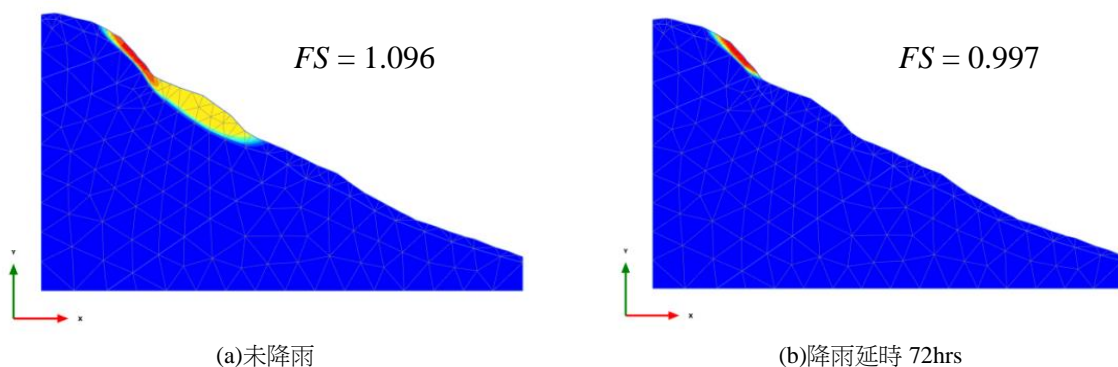 FS = 1.096
FS = 0.997
Y
X
Y
X
(a)未降雨
(b)降雨延時 72hrs